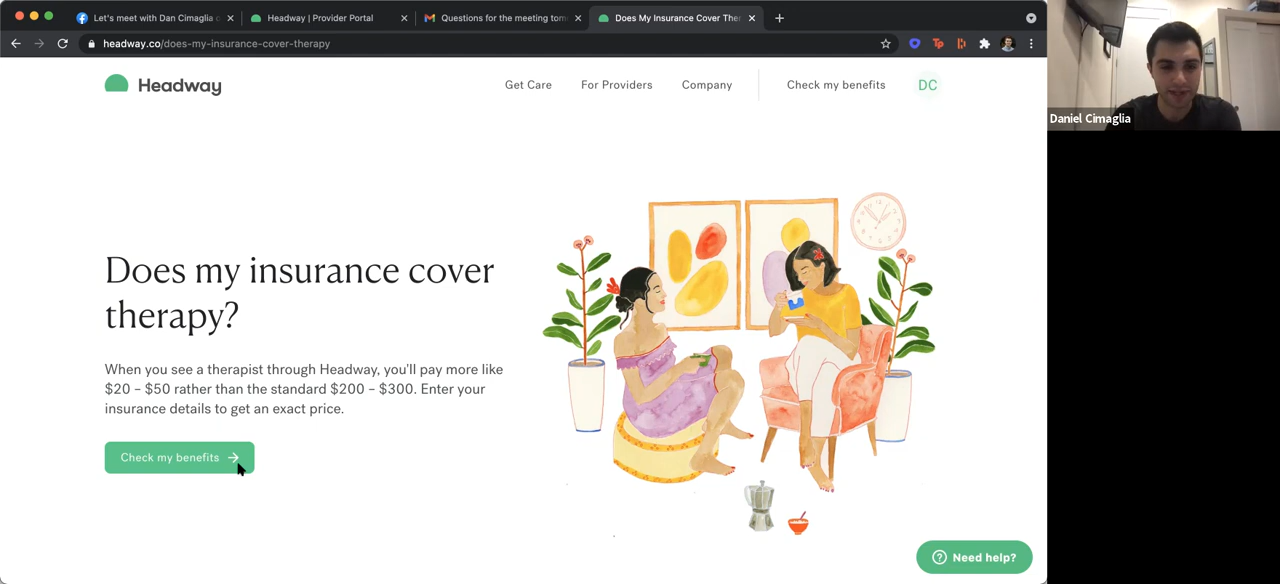 Let's meet with Dan Cimaglia o
Headway | Provider Portal
Questions for the meeting tom
Does My Insurance Cover Ther
headway.co/does-my-insurance-cover-therapy
Headway
Get Care
For Providers
Company
Check my benefits
DC
Daniel Cimaglia
Does my insurance cover
therapy?
When you see a therapist through Headway, you'll pay more like
$20 – $50 rather than the standard $200 – $300. Enter your
insurance details to get an exact price.
Check my benefits
Need help?